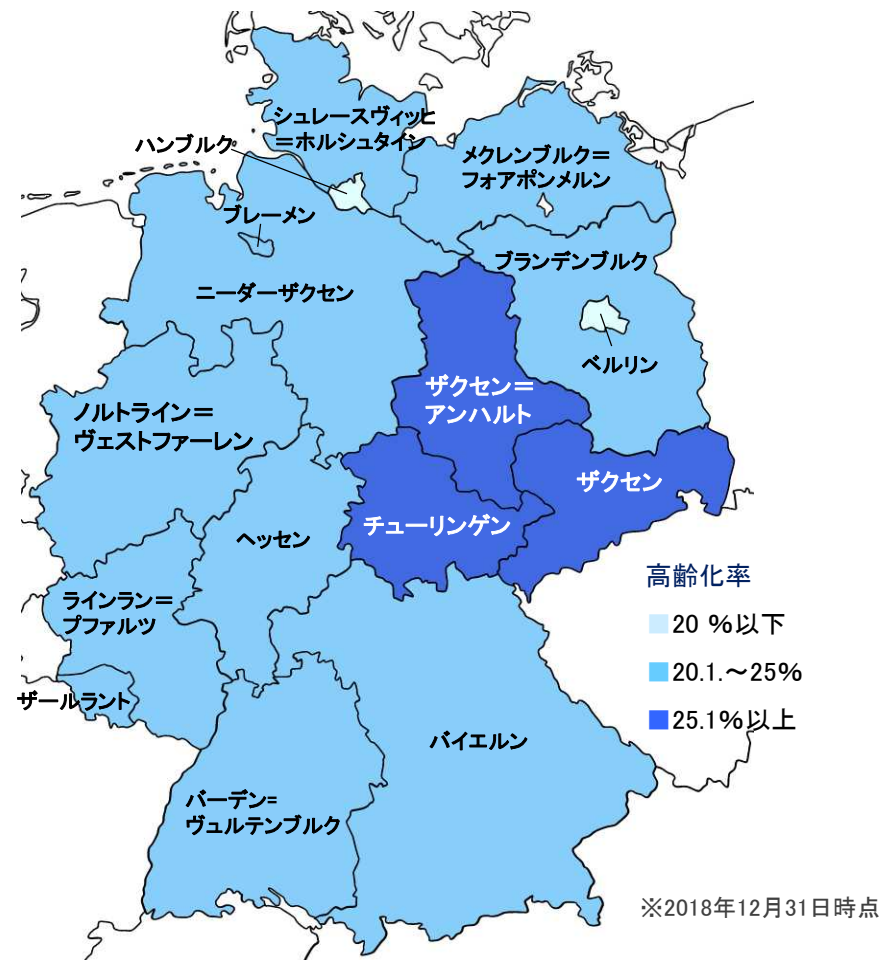 シュレースヴィッヒ
＝ホルシュタイン
ハンブルク
メクレンブルク＝
フォアポンメルン
ブレーメン
ブランデンブルク
ニーダーザクセン
ベルリン
ザクセン＝
アンハルト
ノルトライン＝
ヴェストファーレン
ザクセン
チューリンゲン
ヘッセン
高齢化率
ラインラン＝
プファルツ
20 %以下
20.1.～25%
ザールラント
25.1%以上
バイエルン
バーデン=
ヴュルテンブルク
※2018年12月31日時点